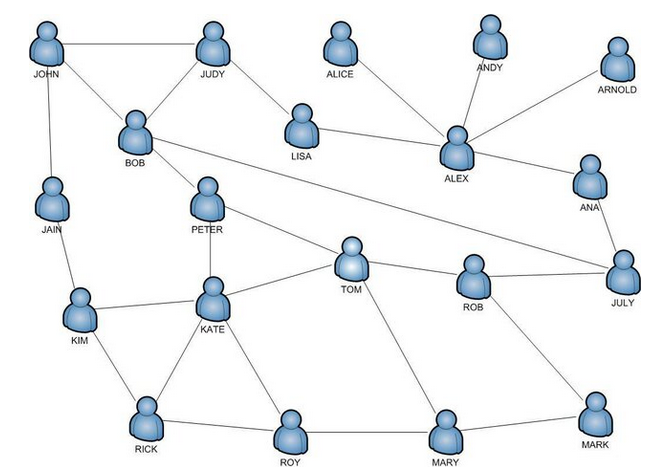 JOHN
JUDY
ALICE
ANDY
ARNOLD
BOB
LISA
ALEX
ANA
JAIN
PETER
TOM
ROB
JULY
KIM
KATE
RICK
ROY
MARY
MARK